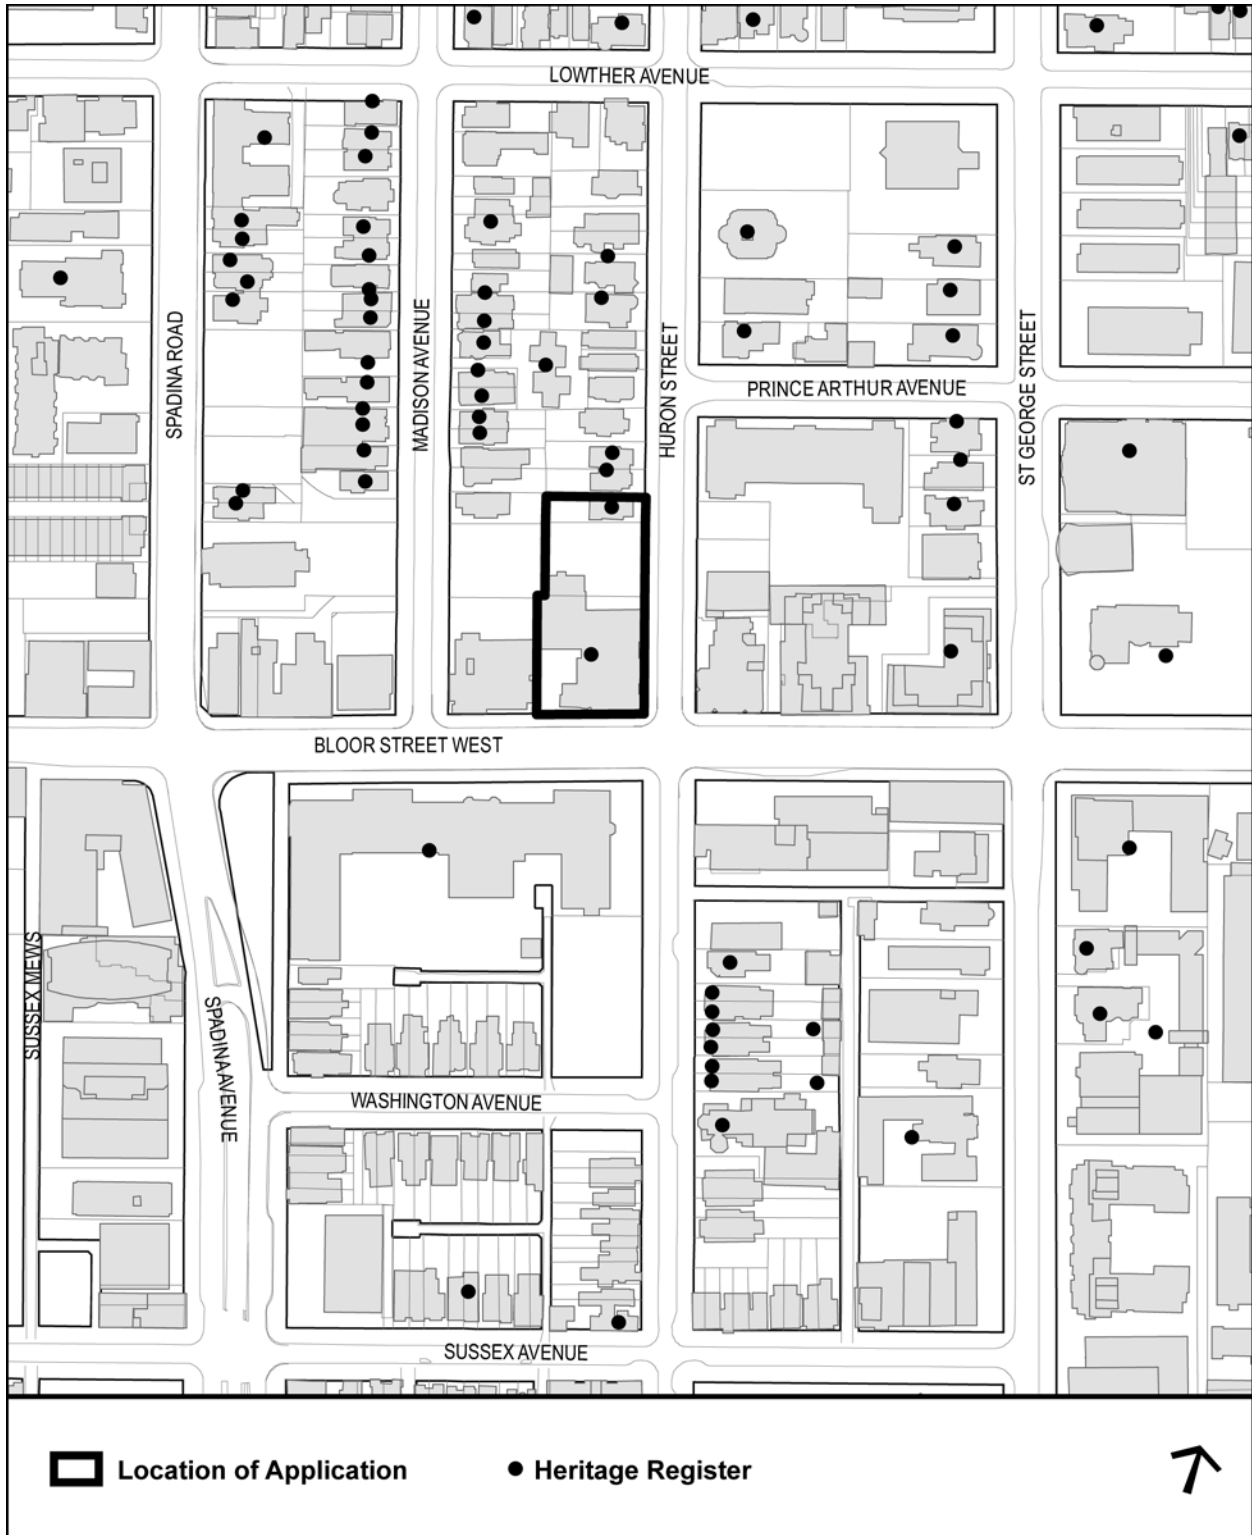 LOWTHER AVENUE
SPADINA ROAD
MADISON AVENUE
HURON STREET
PRINCE ARTHUR AVENUE
ST GEORGE STREET
BLOOR STREET WEST
SUSSEX MEWS
SPADINA AVENUE
WASHINGTON AVENUE
SUSSEX AVENUE
Location of Application
Heritage Register